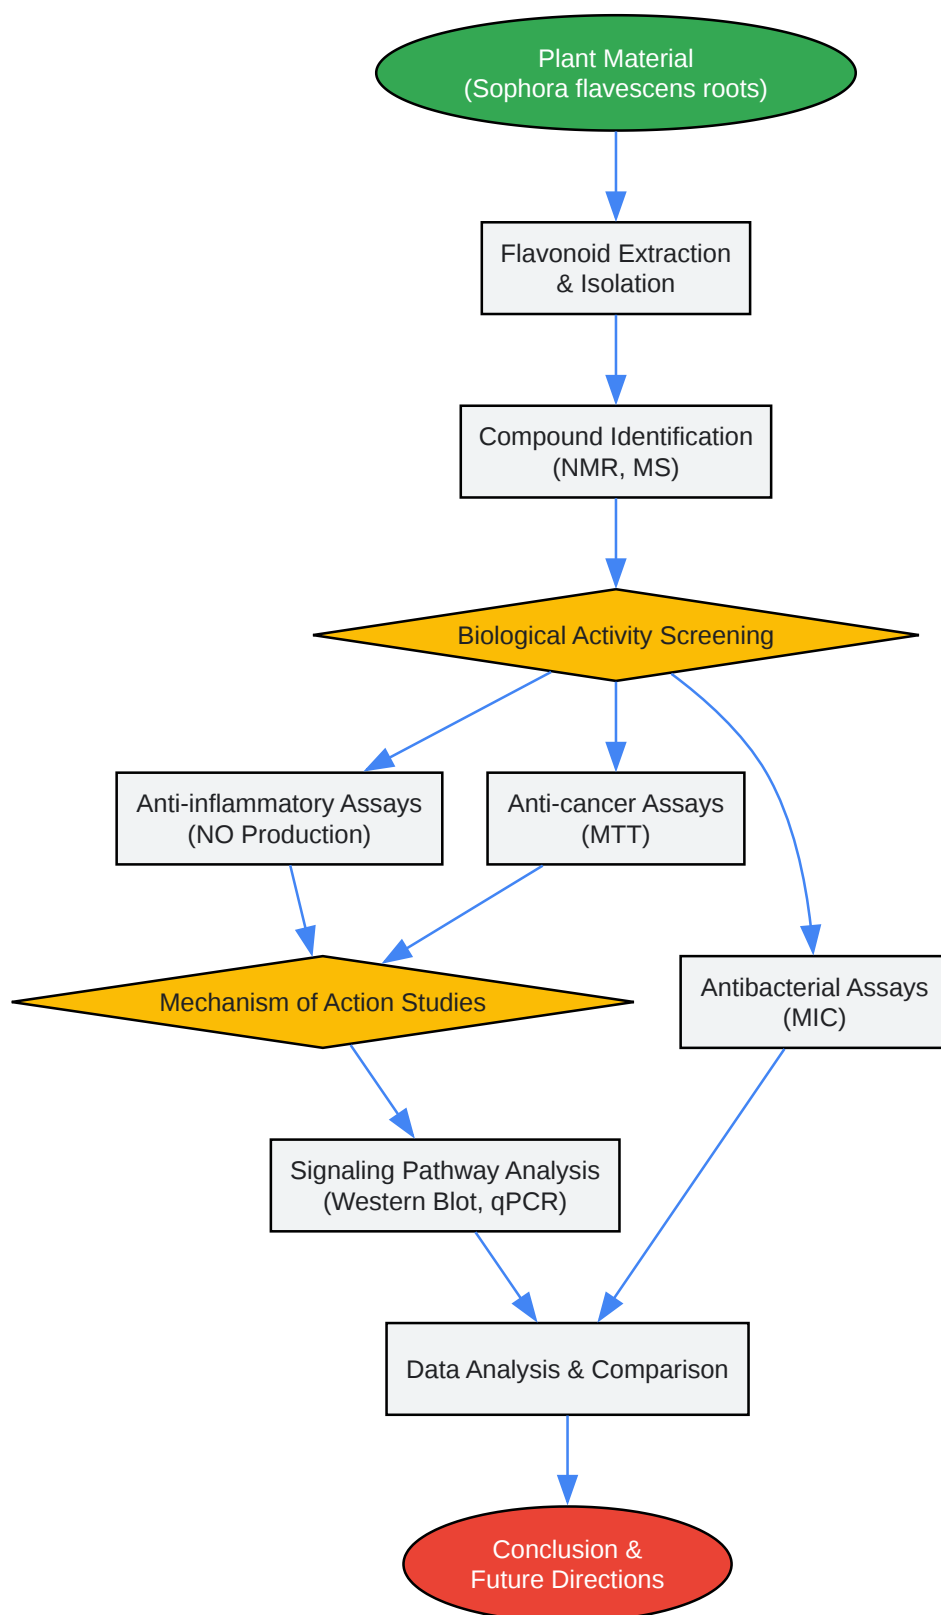 Plant Material
(Sophora flavescens roots)
Flavonoid Extraction
& Isolation
Compound Identification
(NMR, MS)
Biological Activity Screening
Anti-inflammatory Assays
(NO Production)
Anti-cancer Assays
(MTT)
Mechanism of Action Studies
Antibacterial Assays
(MIC)
Signaling Pathway Analysis
(Western Blot, qPCR)
Data Analysis & Comparison
Conclusion &
Future Directions